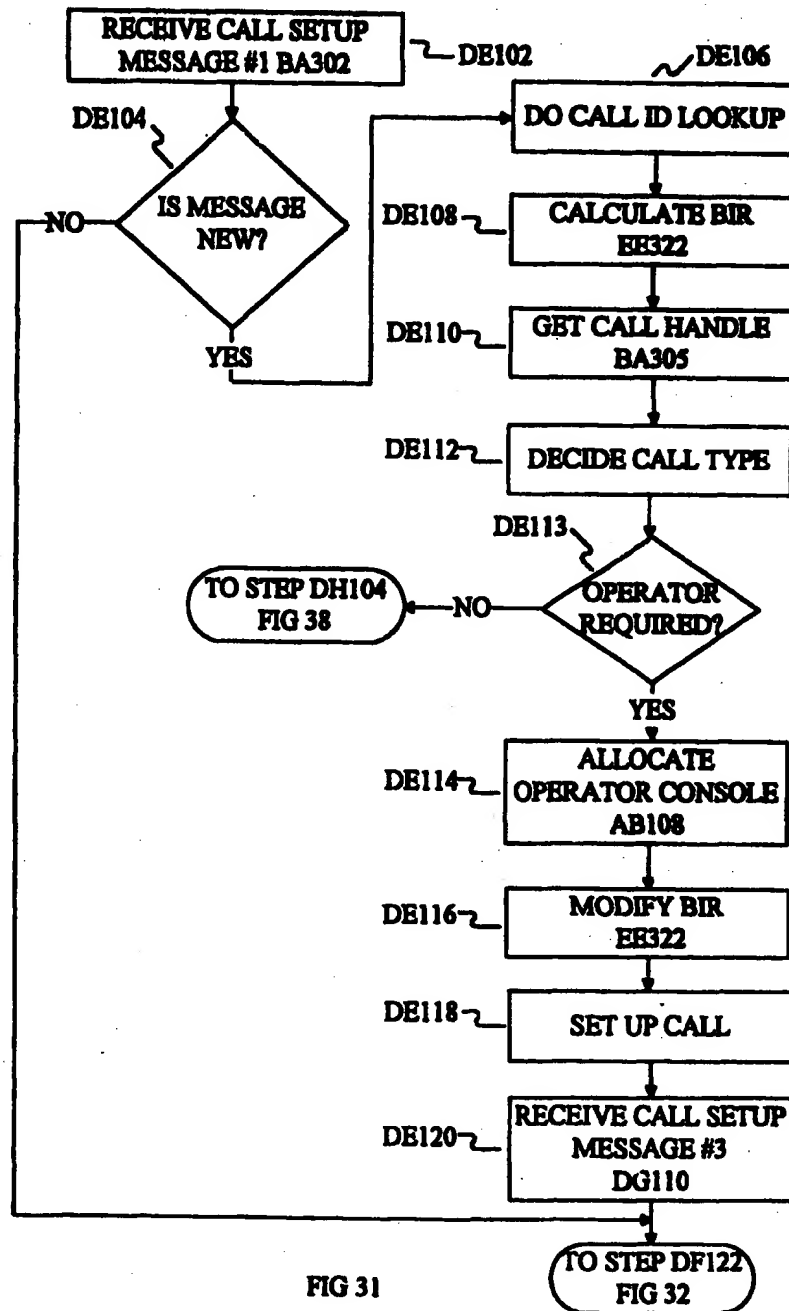 RECEIVE CALL SETUP
MESSAGE #1 BA302
DE102
DE106
DO CALL ID LOOKUP
DE104
IS MESSAGE
NEW?
NO
YES
DE108
CALCULATE BIR
EE322
DE110
GET CALL HANDLE
BA305
DE112
DECIDE CALL TYPE
DE113
OPERATOR
REQUIRED?
NO
TO STEP DH104
FIG 38
YES
DE114
ALLOCATE
OPERATOR CONSOLE
AB108
DE116
MODIFY BIR
EE322
DE118
SET UP CALL
DE120
RECEIVE CALL SETUP
MESSAGE #3
DG110
TO STEP DF122
FIG 32
FIG 31